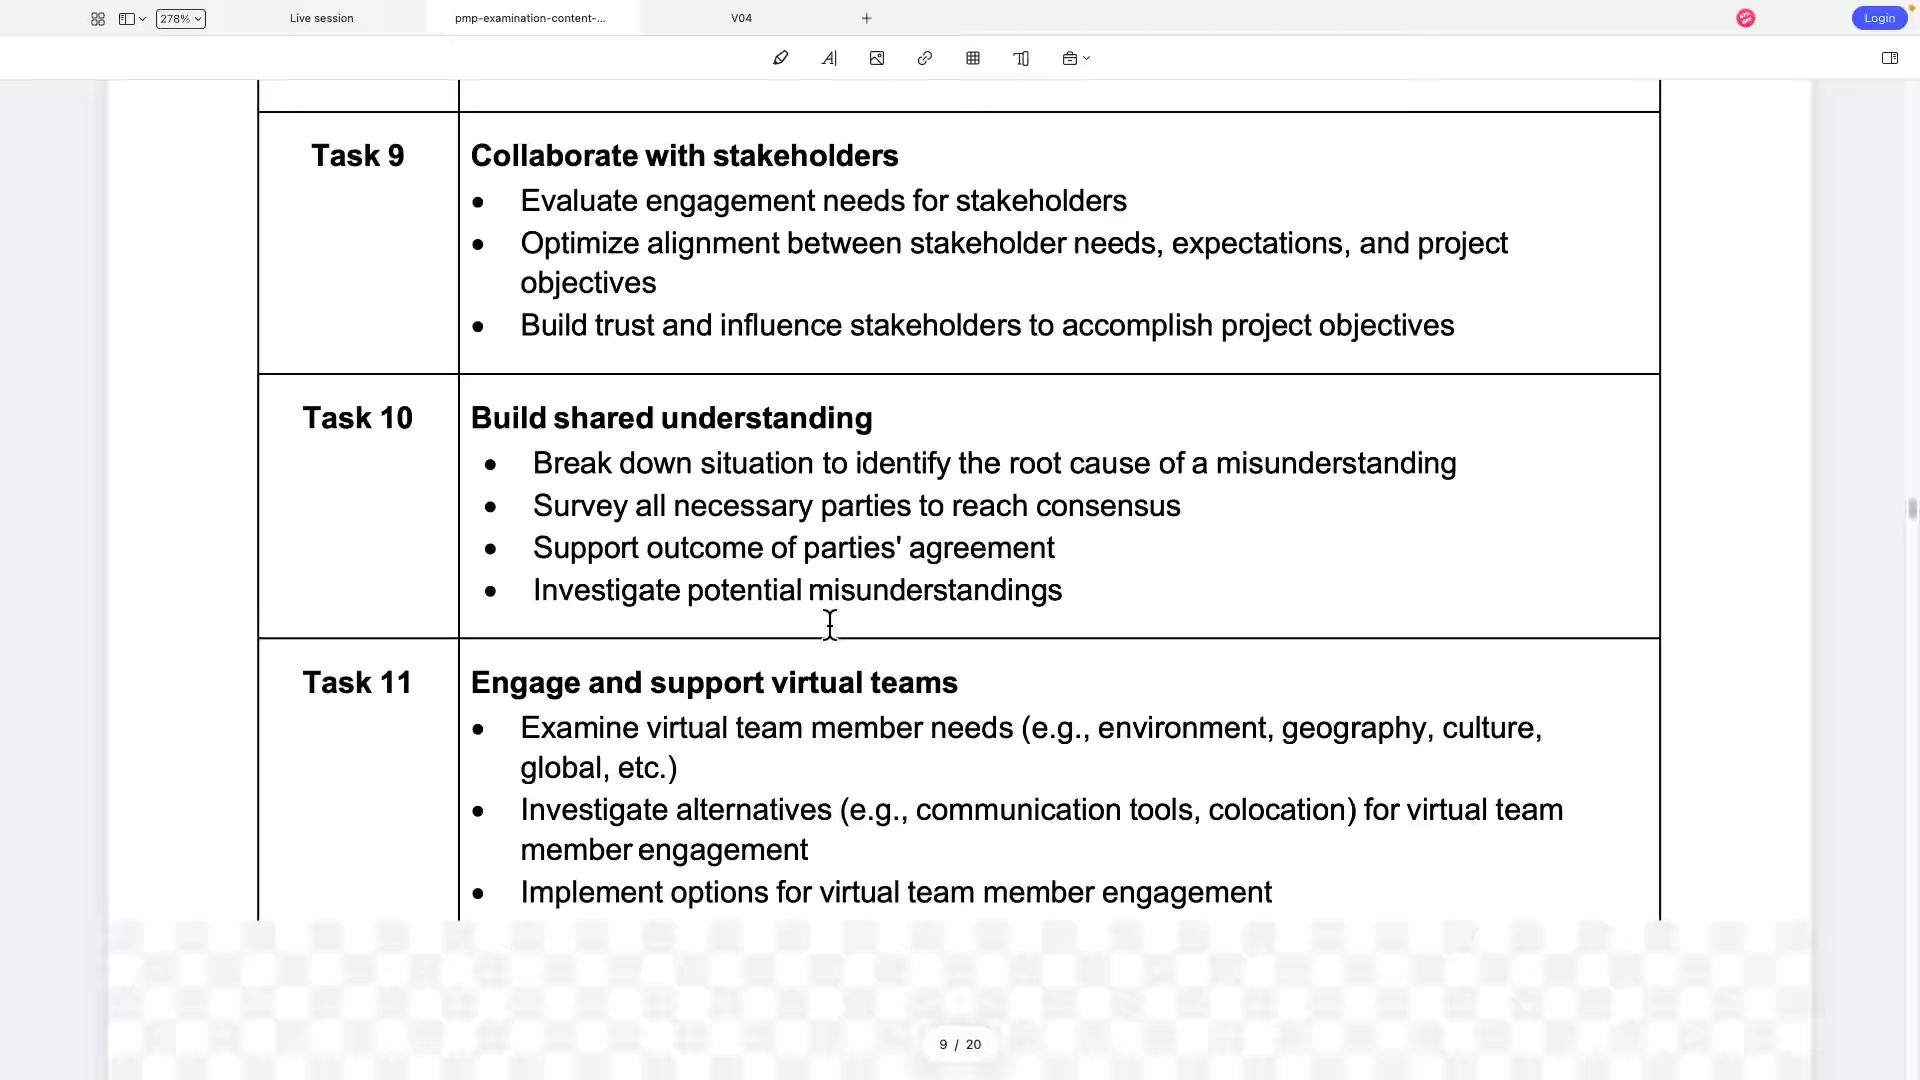 278%
Live session
pmp-examination-content-...
V04
Login
Task 9
Collaborate with stakeholders
• Evaluate engagement needs for stakeholders
• Optimize alignment between stakeholder needs, expectations, and project
objectives
• Build trust and influence stakeholders to accomplish project objectives
Task 10
Build shared understanding
• Break down situation to identify the root cause of a misunderstanding
• Survey all necessary parties to reach consensus
• Support outcome of parties' agreement
• Investigate potential misunderstandings
Task 11
Engage and support virtual teams
• Examine virtual team member needs (e.g., environment, geography, culture,
global, etc.)
• Investigate alternatives (e.g., communication tools, colocation) for virtual team
member engagement
• Implement options for virtual team member engagement
9 / 20